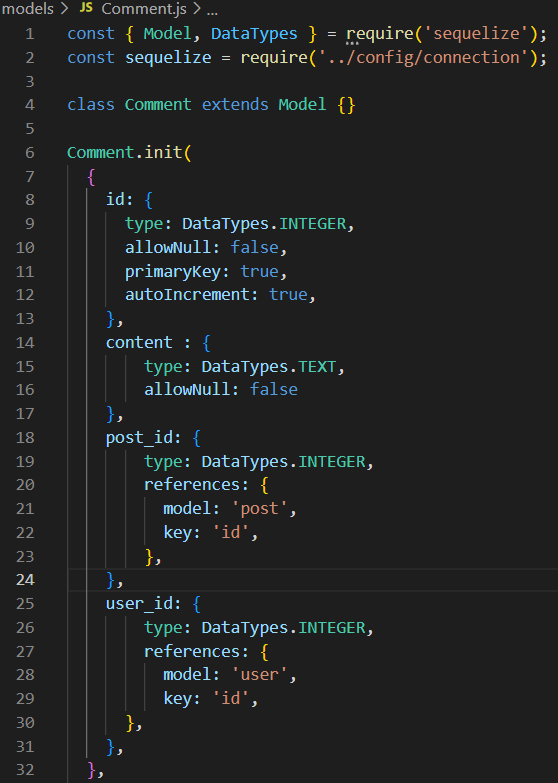 models > JS Comment.js > ...
1 const { Model, DataTypes } = require('sequelize');
2 const sequelize = require('../config/connection');
3
4 class Comment extends Model {}
5
6 Comment.init(
7   {
8     id: {
9       type: DataTypes.INTEGER,
10       allowNull: false,
11       primaryKey: true,
12       autoIncrement: true,
13     },
14     content : {
15         type: DataTypes.TEXT,
16         allowNull: false
17     },
18     post_id: {
19         type: DataTypes.INTEGER,
20         references: {
21           model: 'post',
22           key: 'id',
23         },
24     },
25     user_id: {
26         type: DataTypes.INTEGER,
27         references: {
28           model: 'user',
29           key: 'id',
30       },
31     },
32   },